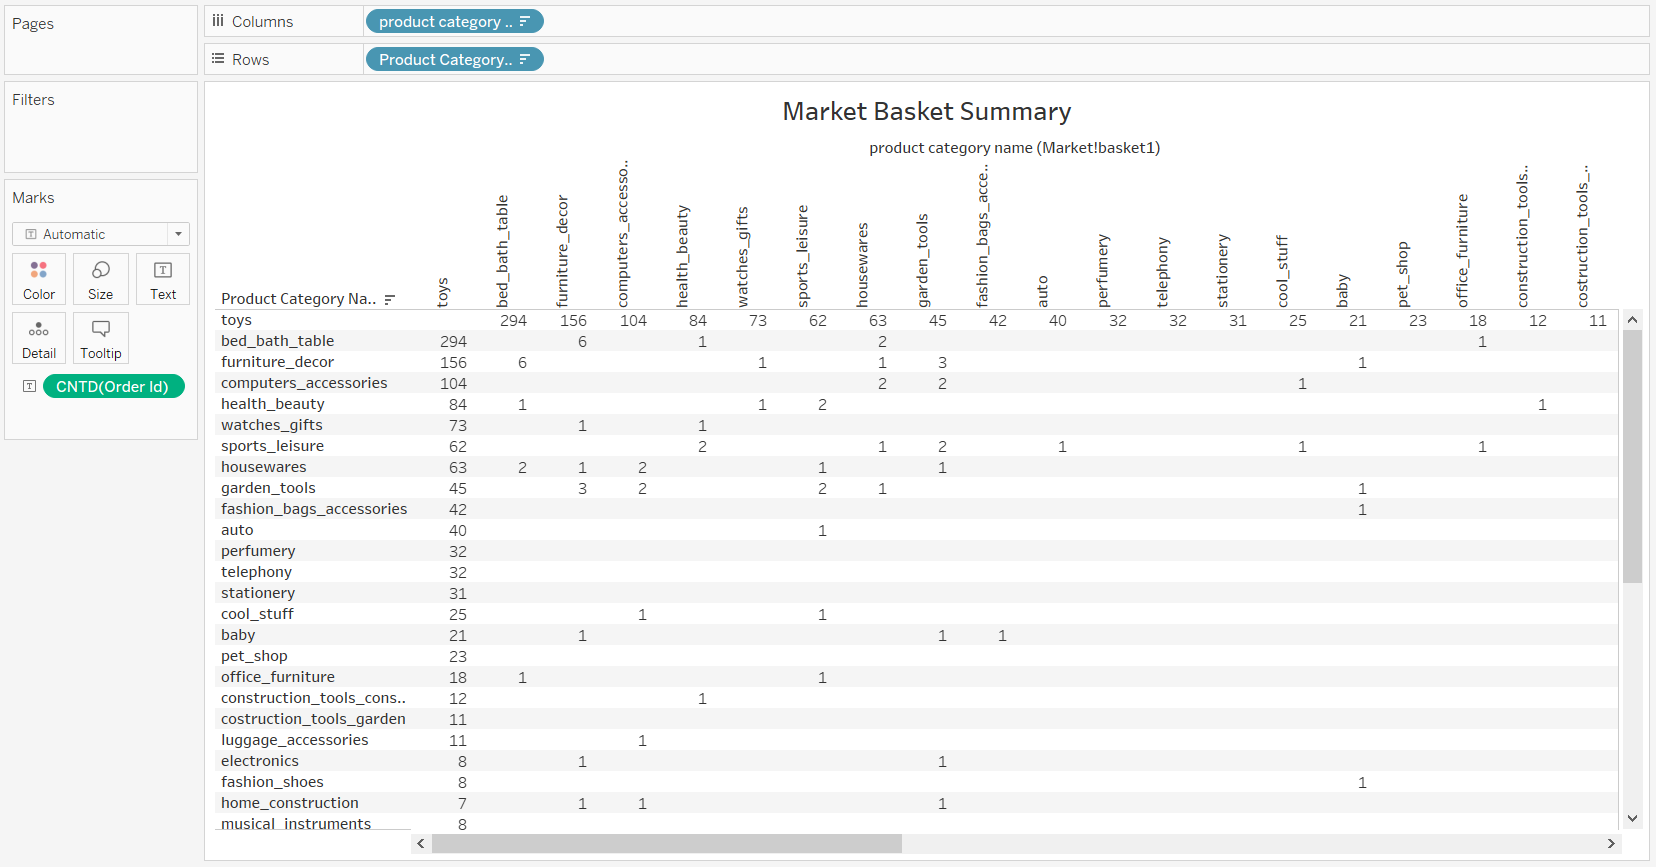 Pages
Columns product category ..
Rows Product Category..
Filters
Marks
Automatic
Color Size Text
Detail Tooltip
CNTD(Order Id)
Market Basket Summary
product category name (Market!basket1)
Product Category Na.. toys bed_bath_table furniture_decor computers_accesso.. health_beauty watches_gifts sports_leisure housewares garden_tools fashion_bags_acce.. auto perfumery telephony stationery cool_stuff baby pet_shop office_furniture construction_tools.. costruction_tools_..
toys 294 156 104 84 73 62 63 45 42 40 32 32 31 25 21 23 18 12 11
bed_bath_table 294 6 1 2 1
furniture_decor 156 6 1 1 3 1
computers_accessories 104 2 2 1
health_beauty 84 1 1 2 1
watches_gifts 73 1 1
sports_leisure 62 2 1 2 1 1 1
housewares 63 2 1 2 1 1
garden_tools 45 3 2 2 1 1
fashion_bags_accessories 42 1
auto 40 1
perfumery 32
telephony 32
stationery 31
cool_stuff 25 1 1
baby 21 1 1 1
pet_shop 23
office_furniture 18 1 1
construction_tools_cons.. 12 1
costruction_tools_garden 11
luggage_accessories 11 1
electronics 8 1 1
fashion_shoes 8 1
home_construction 7 1 1 1
musical_instruments 8